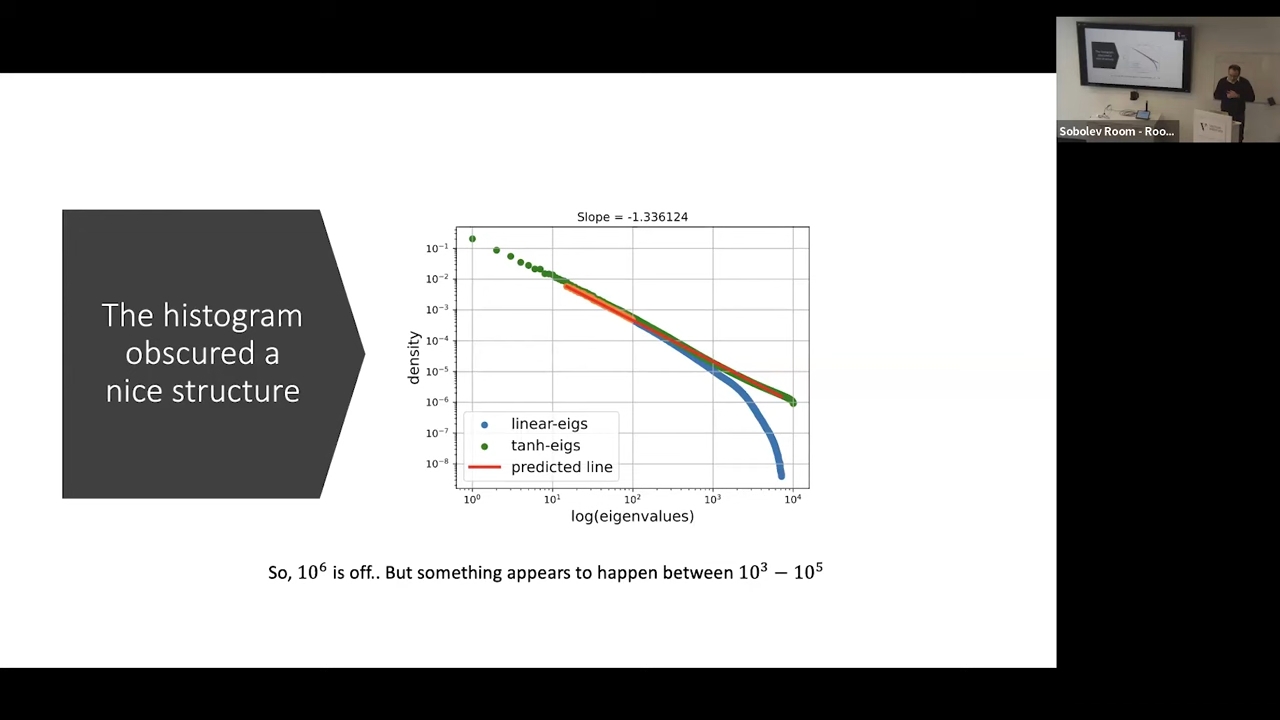 The histogram
obscured a
nice structure
Slope = -1.336124
density
10⁻¹
10⁻²
10⁻³
10⁻⁴
10⁻⁵
10⁻⁶
10⁻⁷
10⁻⁸
linear-eigs
tanh-eigs
predicted line
10⁰ 10¹ 10² 10³ 10⁴
log(eigenvalues)
So, 10⁶ is off.. But something appears to happen between 10³ − 10⁵
Sobolev Room - Roo...